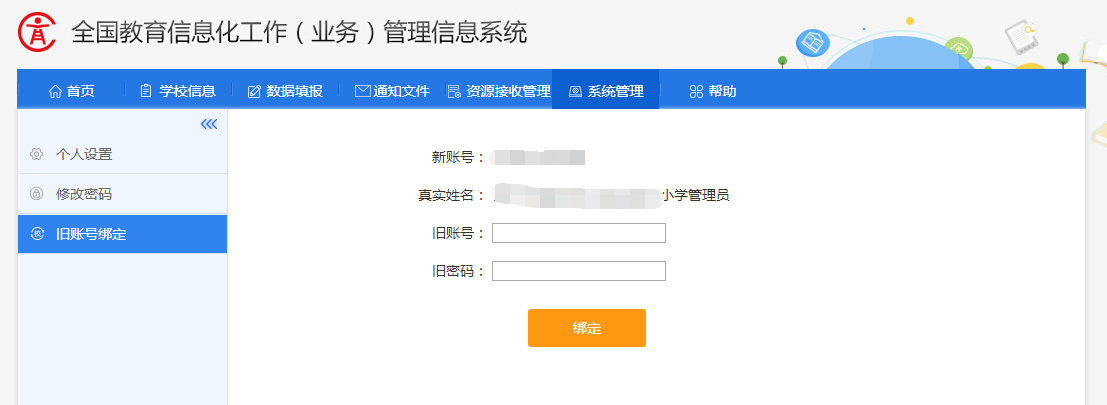 全国教育信息化工作（业务）管理信息系统
首页 学校信息 数据填报 通知文件 资源接收管理 系统管理 帮助
个人设置
修改密码
旧账号绑定
新账号：
真实姓名： 小学管理员
旧账号：
旧密码：
绑定